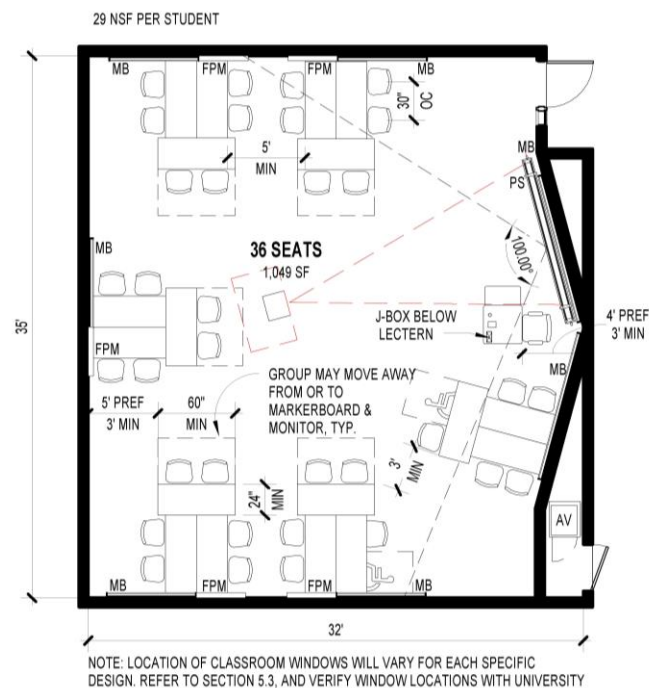 29 NSF PER STUDENT
MB
FPM
FPM
MB
30"
OC
5'
MIN
MB
PS
36 SEATS
1,049 SF
100.00°
MB
35'
J-BOX BELOW
LECTERN
4' PREF
3' MIN
FPM
MB
GROUP MAY MOVE AWAY
FROM OR TO
MARKERBOARD &
MONITOR, TYP.
5' PREF
3' MIN
60"
MIN
3'
MIN
24"
MIN
AV
MB
FPM
FPM
MB
32'
NOTE: LOCATION OF CLASSROOM WINDOWS WILL VARY FOR EACH SPECIFIC
DESIGN. REFER TO SECTION 5.3, AND VERIFY WINDOW LOCATIONS WITH UNIVERSITY